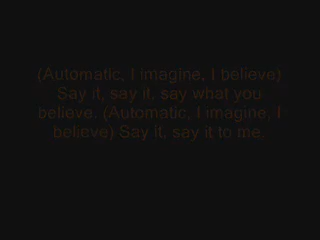 (Automatic, I imagine, I believe)
Say it, say it, say what you
believe. (Automatic, I imagine, I
believe) Say it, say it to me.